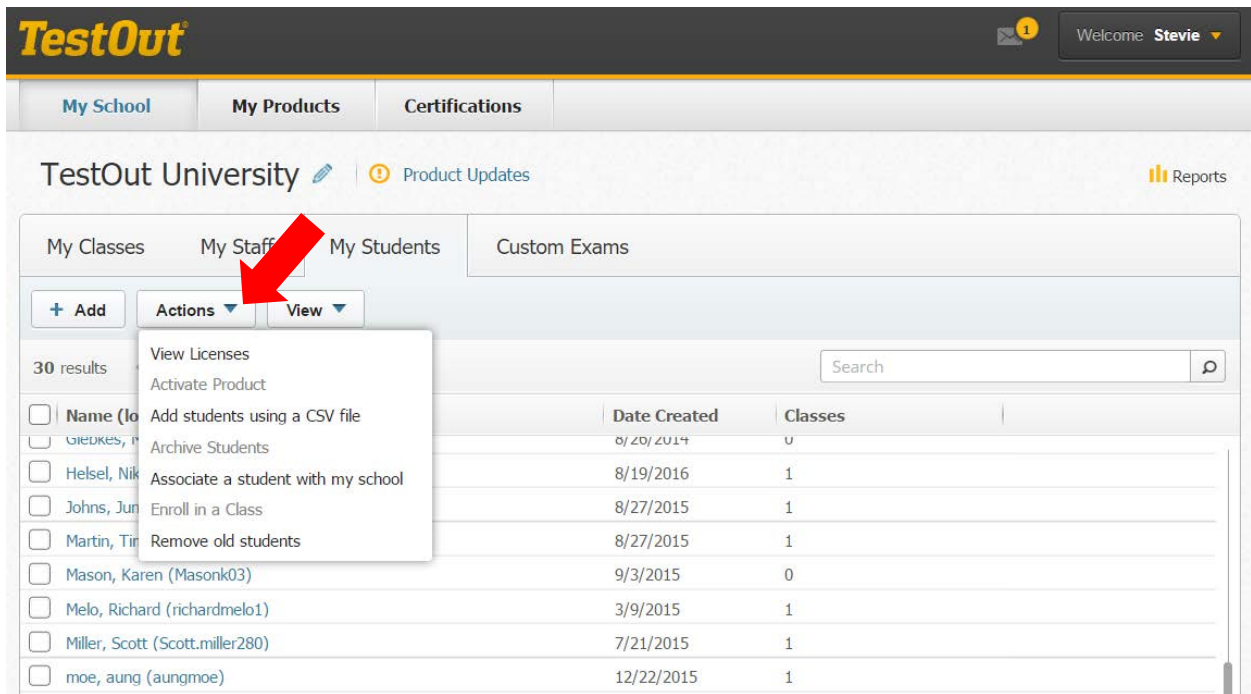 TestOut
1
Welcome Stevie
My School My Products Certifications
TestOut University Product Updates Reports
My Classes My Staff My Students Custom Exams
+ Add Actions View
View Licenses
30 results Search
Activate Product
Name (lo Add students using a CSV file Date Created Classes
Giebkes, Archive Students 8/26/2014 0
Helsel, Nik Associate a student with my school 8/19/2016 1
Johns, Jun Enroll in a Class 8/27/2015 1
Martin, Tim Remove old students 8/27/2015 1
Mason, Karen (Masonk03) 9/3/2015 0
Melo, Richard (richardmelo1) 3/9/2015 1
Miller, Scott (Scott.miller280) 7/21/2015 1
moe, aung (aungmoe) 12/22/2015 1